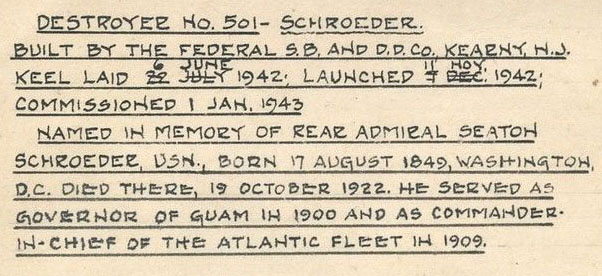 DESTROYER No. 501- SCHROEDER.
BUILT BY THE FEDERAL S.B. AND D.D. CO. KEARNY, N.J.
6 JUNE 11 NOV.
KEEL LAID 22 JULY 1942; LAUNCHED 7 DEC. 1942;
COMMISSIONED 1 JAN. 1943
NAMED IN MEMORY OF REAR ADMIRAL SEATON
SCHROEDER, USN., BORN 17 AUGUST 1849, WASHINGTON,
D.C. DIED THERE, 19 OCTOBER 1922. HE SERVED AS
GOVERNOR OF GUAM IN 1900 AND AS COMMANDER-
IN-CHIEF OF THE ATLANTIC FLEET IN 1909.